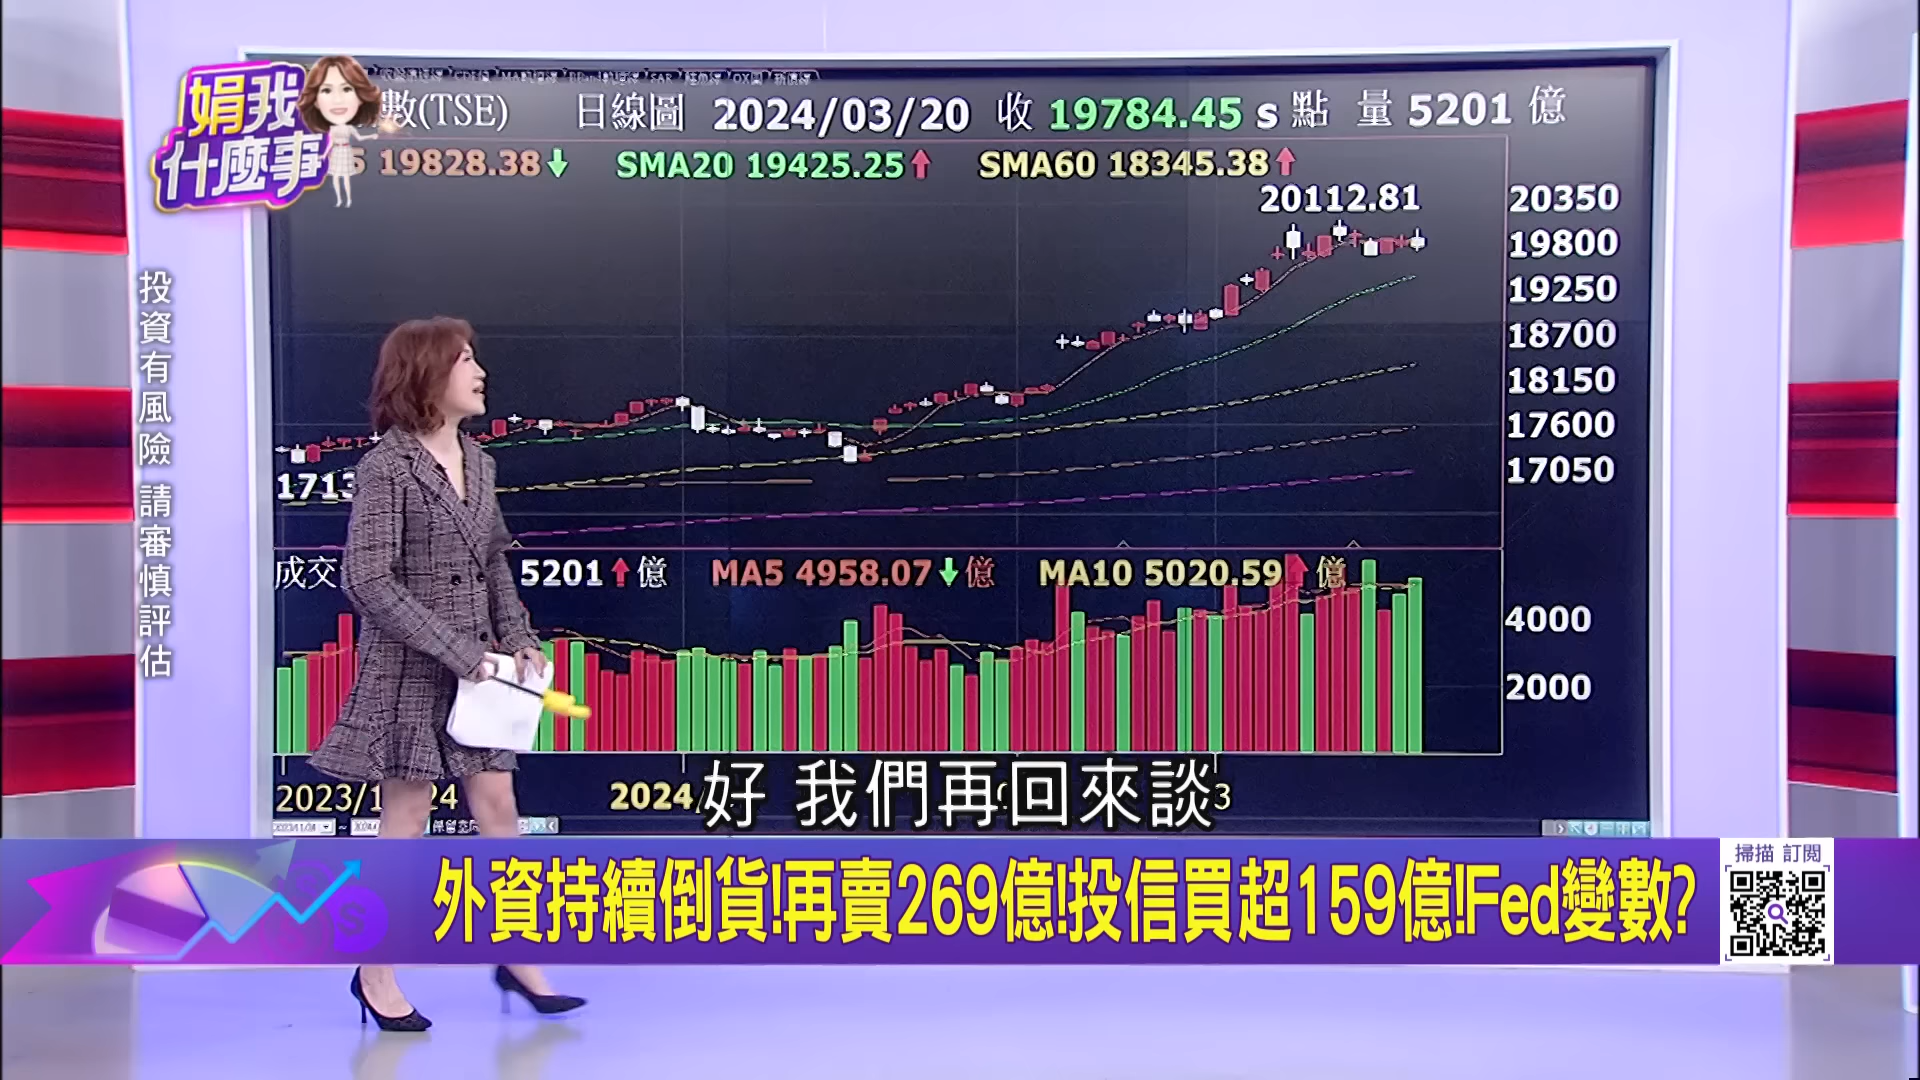 娟我
什麼事
投資有風險 請審慎評估
數(TSE) 日線圖 2024/03/20 收 19784.45 s 點 量 5201 億
19828.38↓ SMA20 19425.25↑ SMA60 18345.38↑
20112.81
20350
19800
19250
18700
18150
17600
17050
1713
成交 5201↑億 MA5 4958.07↓億 MA10 5020.59↑億
4000
2000
2023/1 24 2024/ 3
好 我們再回來談
外資持續倒貨!再賣269億!投信買超159億!Fed變數?
掃描 訂閱